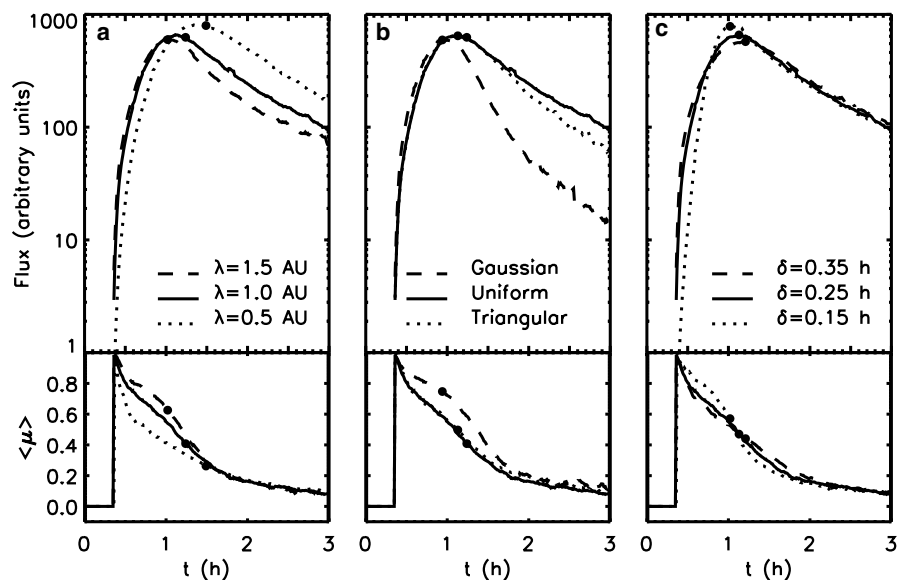 a
b
c
1000
100
10
1
Flux (arbitrary units)
λ=1.5 AU
λ=1.0 AU
λ=0.5 AU
Gaussian
Uniform
Triangular
δ=0.35 h
δ=0.25 h
δ=0.15 h
0.8
0.6
0.4
0.2
0.0
<μ>
0 1 2 3
0 1 2 3
0 1 2 3
t (h)
t (h)
t (h)